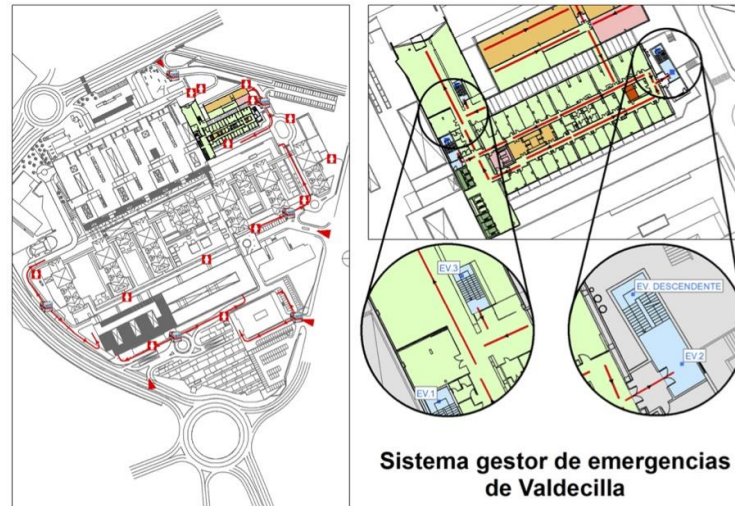 EV.3
EV.1
EV. DESCENDENTE
EV.2
Sistema gestor de emergencias
de Valdecilla